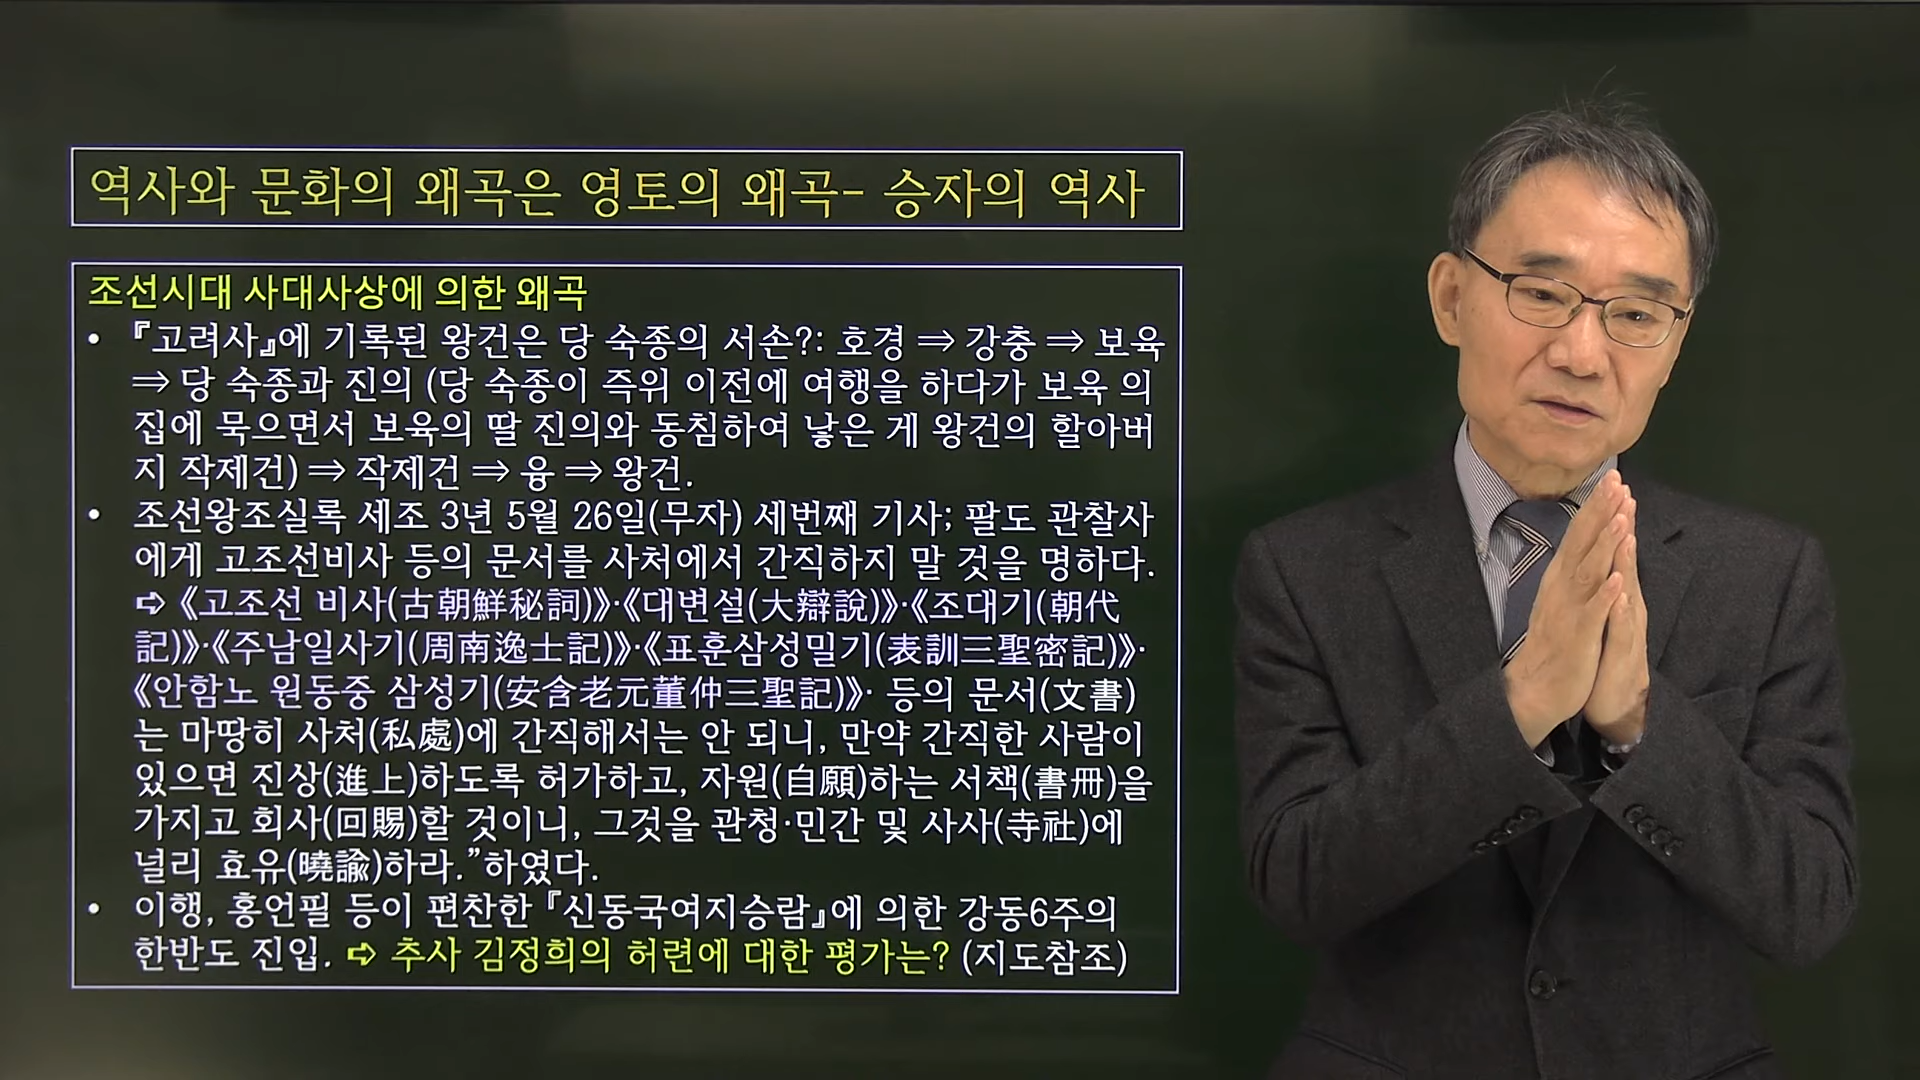 역사와 문화의 왜곡은 영토의 왜곡- 승자의 역사
조선시대 사대사상에 의한 왜곡
• 『고려사』에 기록된 왕건은 당 숙종의 서손?: 호경 ⇒ 강충 ⇒ 보육
⇒ 당 숙종과 진의 (당 숙종이 즉위 이전에 여행을 하다가 보육 의
집에 묵으면서 보육의 딸 진의와 동침하여 낳은 게 왕건의 할아버
지 작제건) ⇒ 작제건 ⇒ 융 ⇒ 왕건.
• 조선왕조실록 세조 3년 5월 26일(무자) 세번째 기사; 팔도 관찰사
에게 고조선비사 등의 문서를 사처에서 간직하지 말 것을 명하다.
➪ 《고조선 비사(古朝鮮秘詞)》·《대변설(大辯說)》·《조대기(朝代
記)》·《주남일사기(周南逸士記)》·《표훈삼성밀기(表訓三聖密記)》·
《안함노 원동중 삼성기(安含老元董仲三聖記)》· 등의 문서(文書)
는 마땅히 사처(私處)에 간직해서는 안 되니, 만약 간직한 사람이
있으면 진상(進上)하도록 허가하고, 자원(自願)하는 서책(書冊)을
가지고 회사(回賜)할 것이니, 그것을 관청·민간 및 사사(寺社)에
널리 효유(曉諭)하라.”하였다.
• 이행, 홍언필 등이 편찬한 『신동국여지승람』에 의한 강동6주의
한반도 진입. ➪ 추사 김정희의 허련에 대한 평가는? (지도참조)